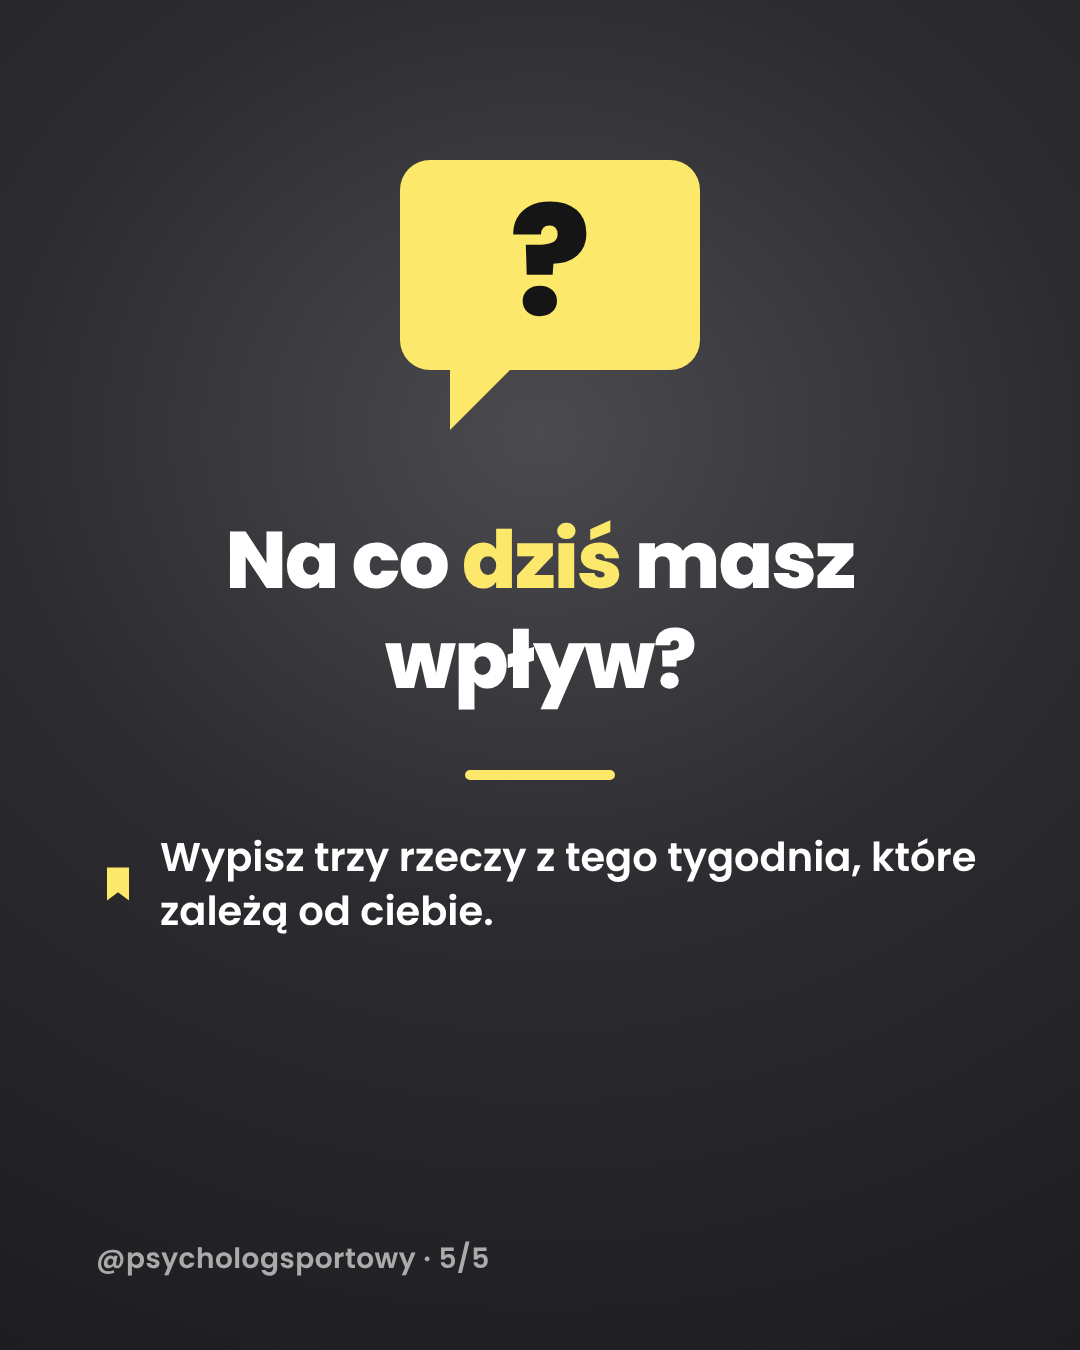 ?
Na co dziś masz
wpływ?
Wypisz trzy rzeczy z tego tygodnia, które
zależą od ciebie.
@psychologsportowy · 5/5